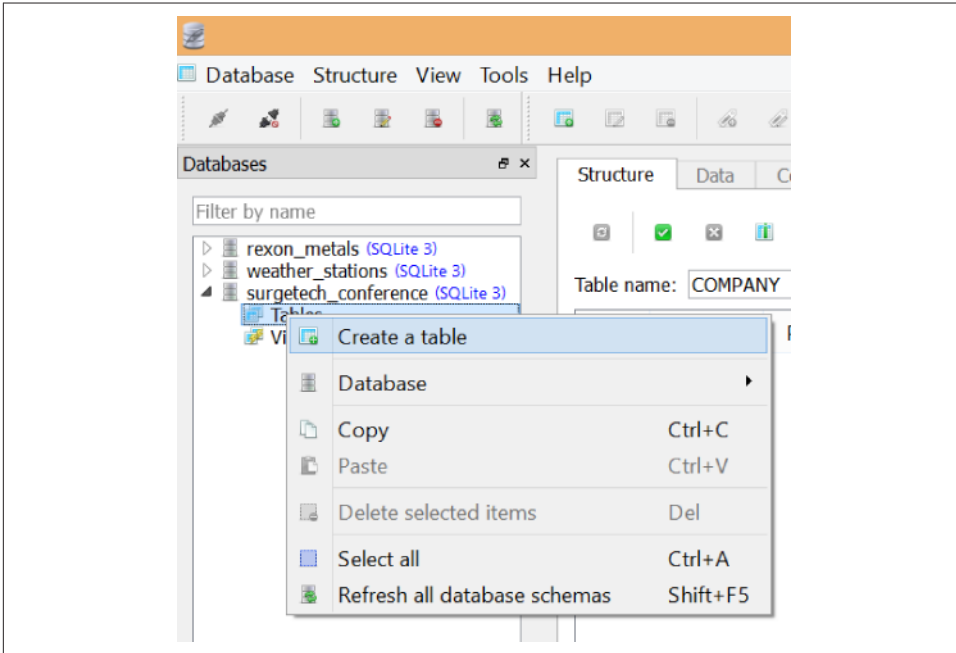 Database Structure View Tools Help
Databases
Structure Data
Filter by name
rexon_metals (SQLite 3)
weather_stations (SQLite 3)
surgetech_conference (SQLite 3)
Table name: COMPANY
Tables
Create a table
Database
Copy Ctrl+C
Paste Ctrl+V
Delete selected items Del
Select all Ctrl+A
Refresh all database schemas Shift+F5